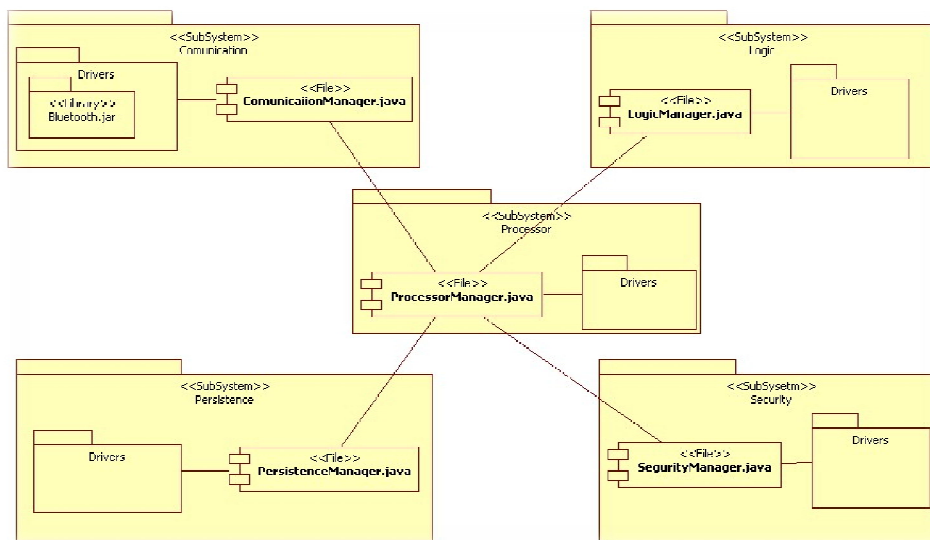 <<SubSystem>>
Comunication
Drivers
<<Library>>
Bluetooth.jar
<<File>>
ComunicaiionManager.java
<<SubSystem>>
Logic
<<File>>
LogicManager.java
Drivers
<<SubSystem>>
Processor
<<File>>
ProcessorManager.java
Drivers
<<SubSystem>>
Persistence
Drivers
<<File>>
PersistenceManager.java
<<SubSysetm>>
Security
<<File>>
SegurityManager.java
Drivers